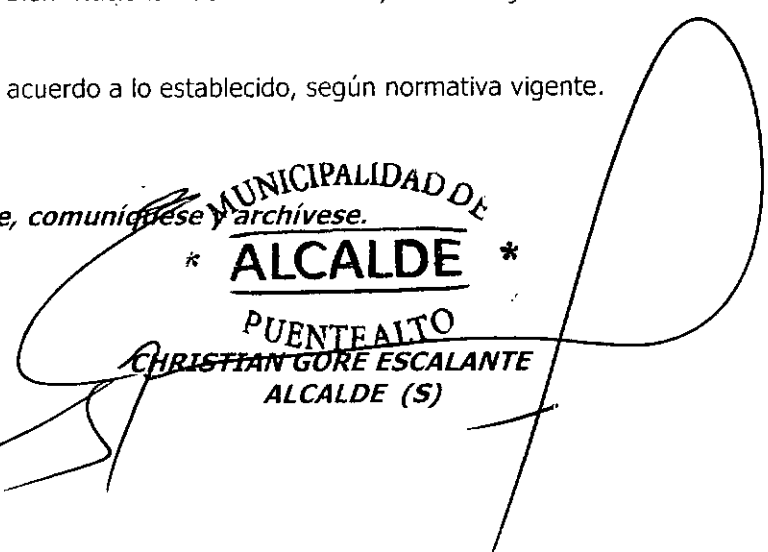 acuerdo a lo establecido, según normativa vigente.
e, comuníquese y archívese.
MUNICIPALIDAD DE
* ALCALDE *
PUENTE ALTO
CHRISTIAN GORE ESCALANTE
ALCALDE (S)